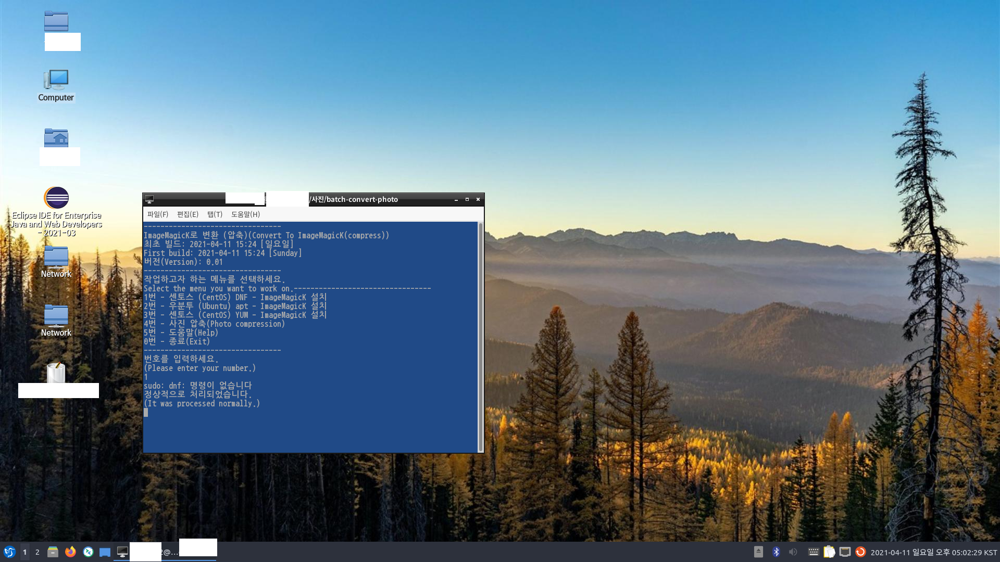 Computer
Eclipse IDE for Enterprise
Java and Web Developers
- 2021-03
Network
Network
/사진/batch-convert-photo
파일(F) 편집(E) 탭(T) 도움말(H)
---------------------------------
ImageMagicK로 변환 (압축)(Convert To ImageMagicK(compress))
최초 빌드: 2021-04-11 15:24 [일요일]
First build: 2021-04-11 15:24 [Sunday]
버전(Version): 0.01
---------------------------------
작업하고자 하는 메뉴를 선택하세요.
Select the menu you want to work on.---------------------------------
1번 - 센토스 (CentOS) DNF - ImageMagicK 설치
2번 - 우분투 (Ubuntu) apt - ImageMagicK 설치
3번 - 센토스 (CentOS) YUM - ImageMagicK 설치
4번 - 사진 압축(Photo compression)
5번 - 도움말(Help)
0번 - 종료(Exit)
---------------------------------
번호를 입력하세요.
(Please enter your number.)
1
sudo: dnf: 명령이 없습니다
정상적으로 처리되었습니다.
(It was processed normally.)
1 2 2@... 2021-04-11 일요일 오후 05:02:29 KST